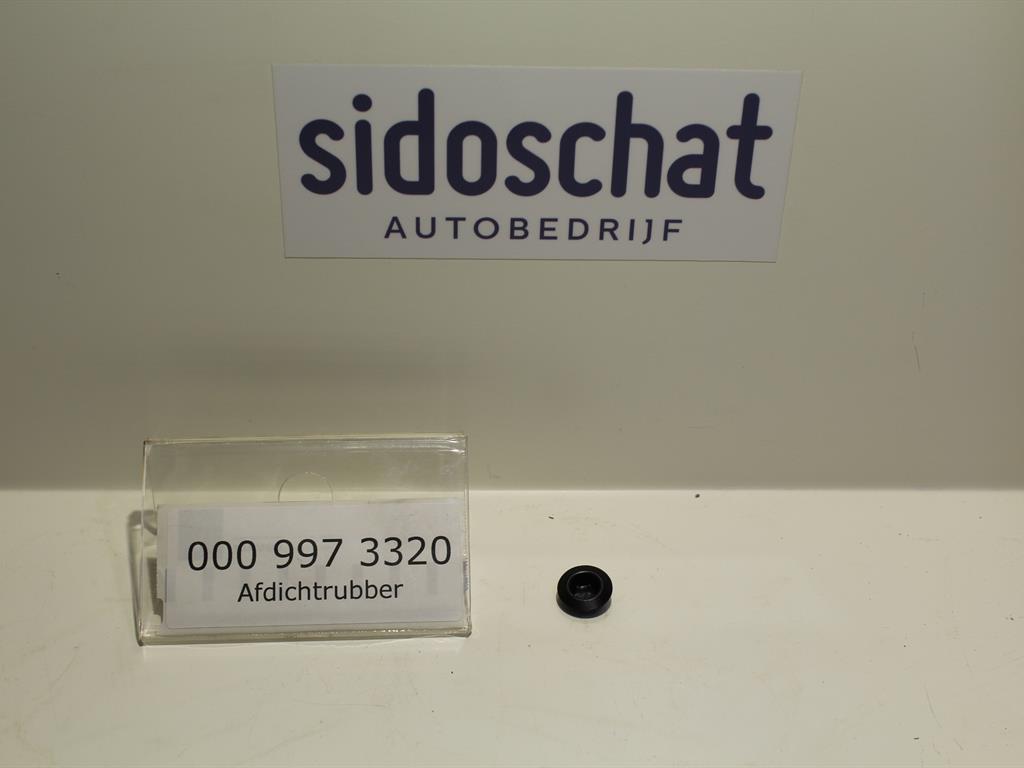 sidoschat
AUTOBEDRIJF
000 997 3320
Afdichtrubber